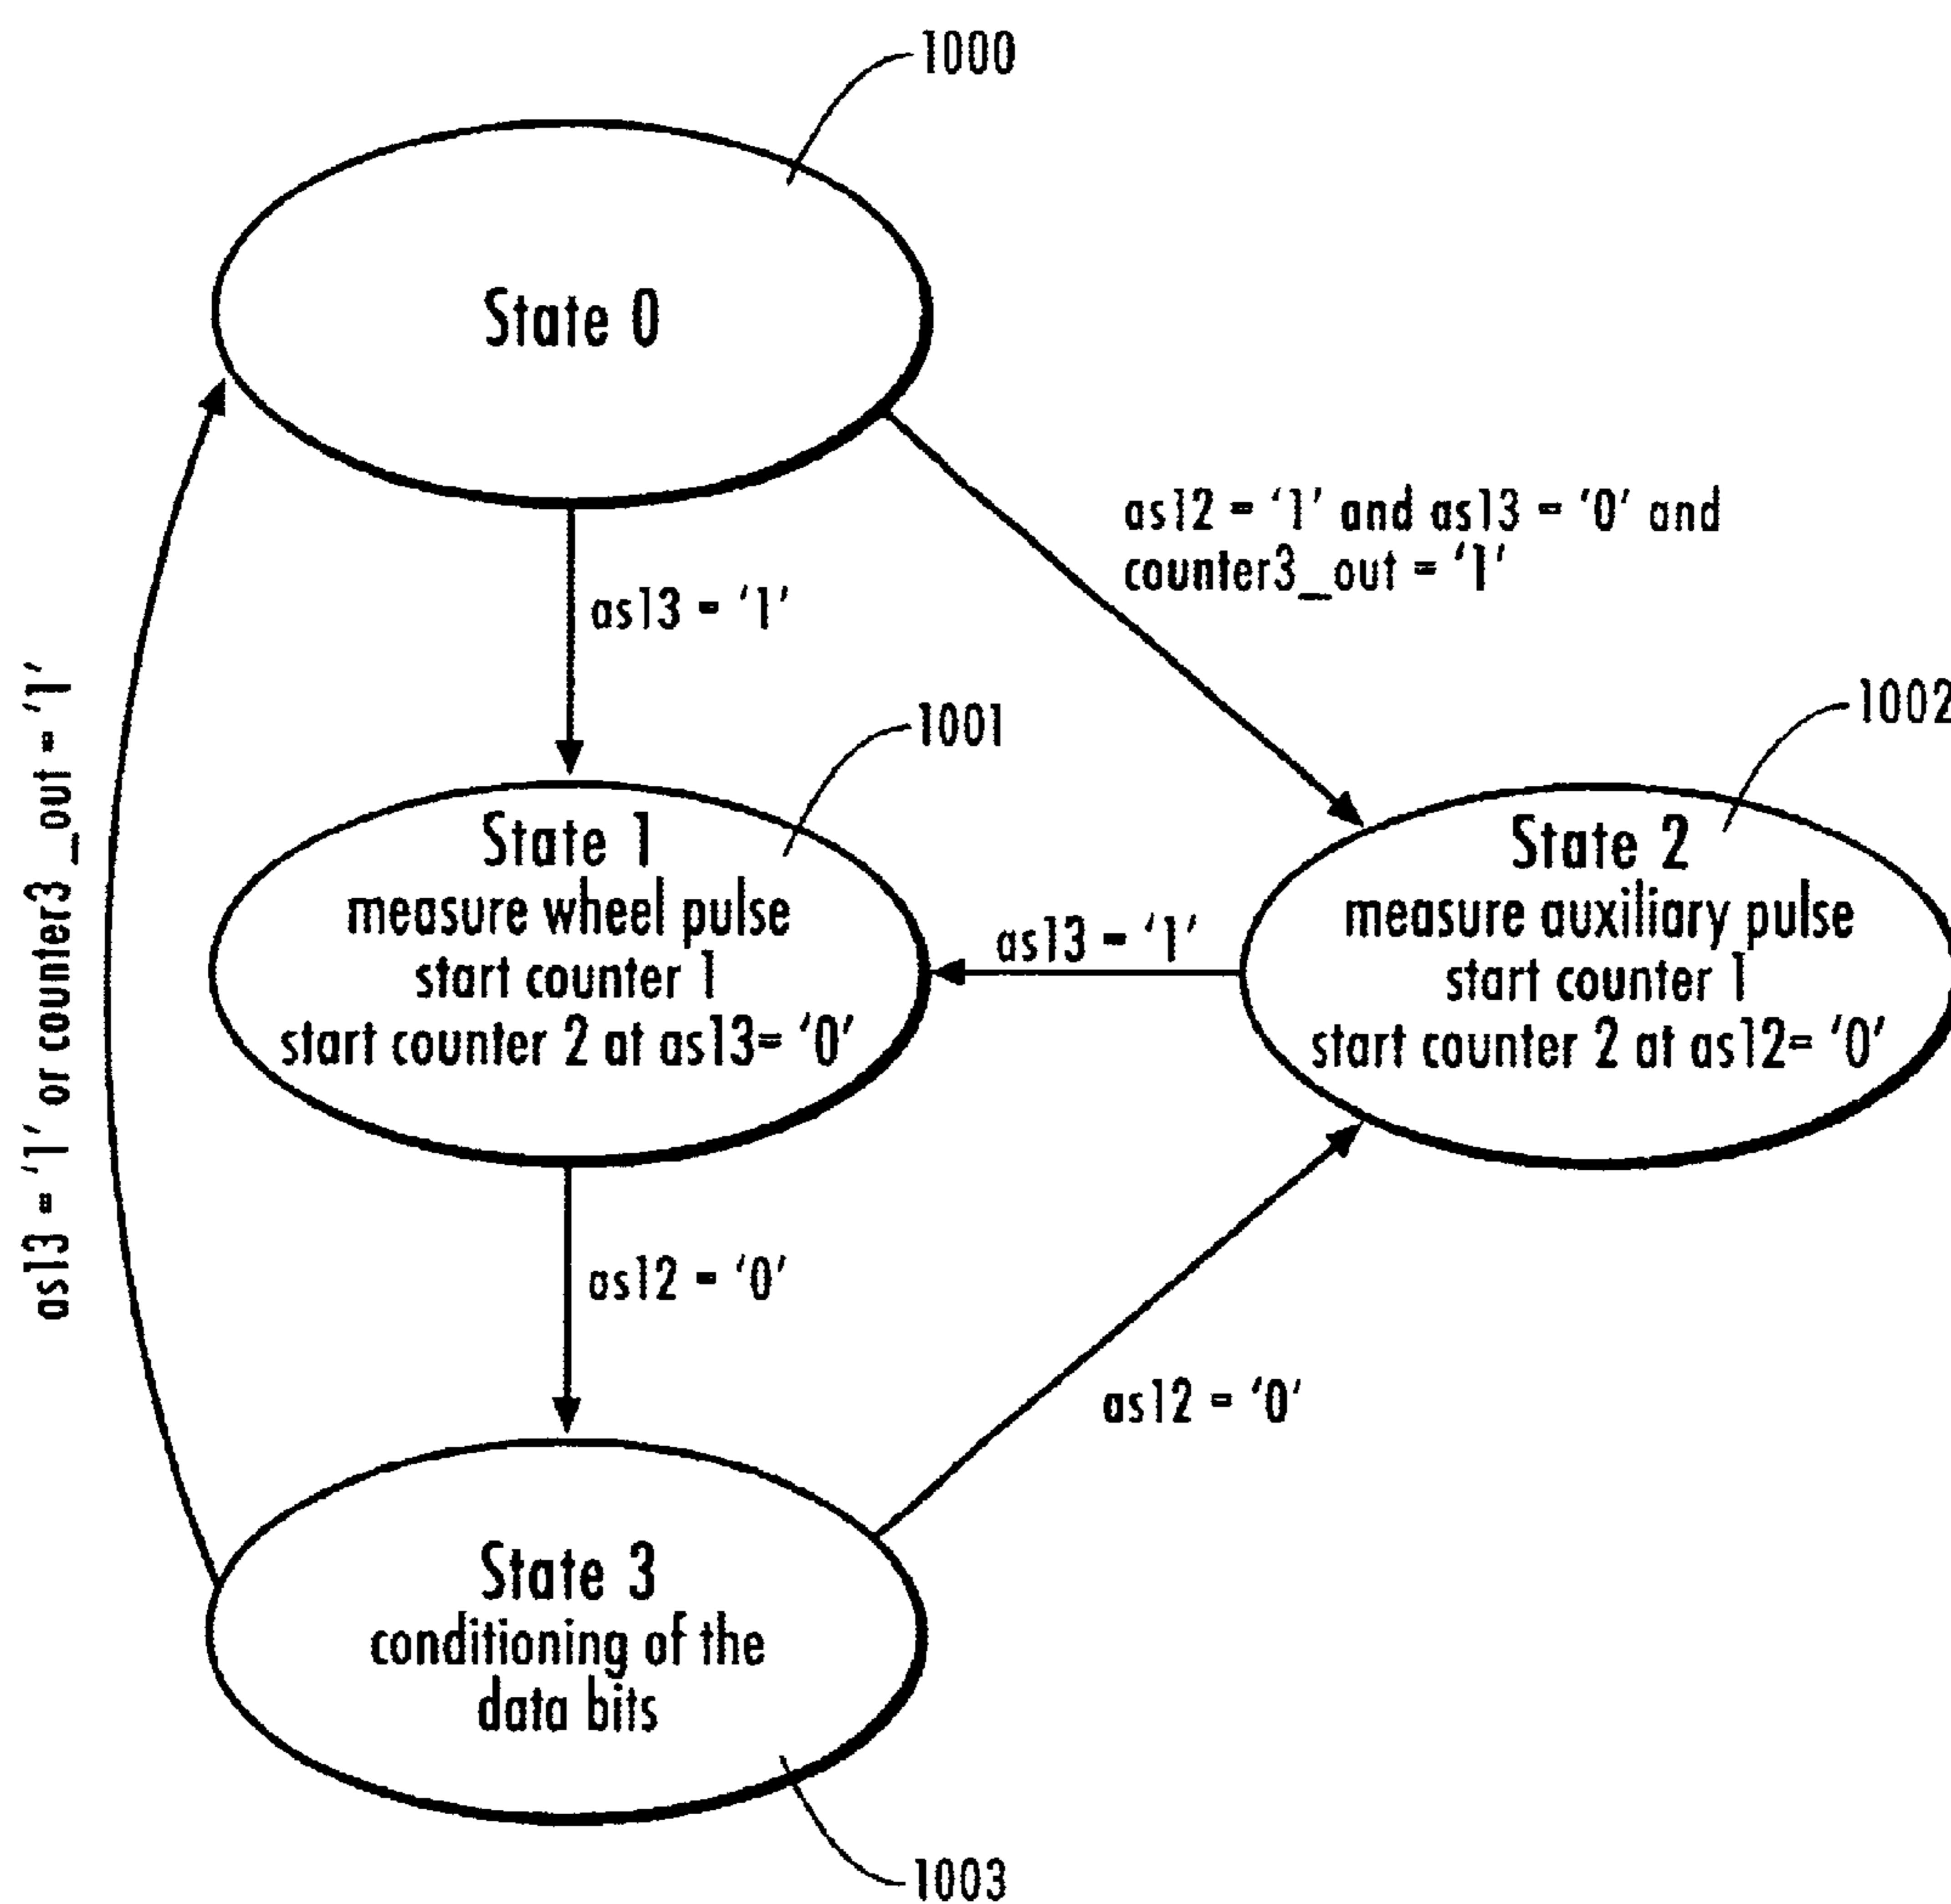 1000
State 0
as12 = '1' and as13 = '0' and
counter3_out = '1'
as13 = '1'
as13 = '1' or counter3_out = '1'
1001
1002
State 1
measure wheel pulse
start counter 1
start counter 2 at as13= '0'
as13 = '1'
State 2
measure auxiliary pulse
start counter 1
start counter 2 at as12= '0'
as12 = '0'
as12 = '0'
State 3
conditioning of the
data bits
1003